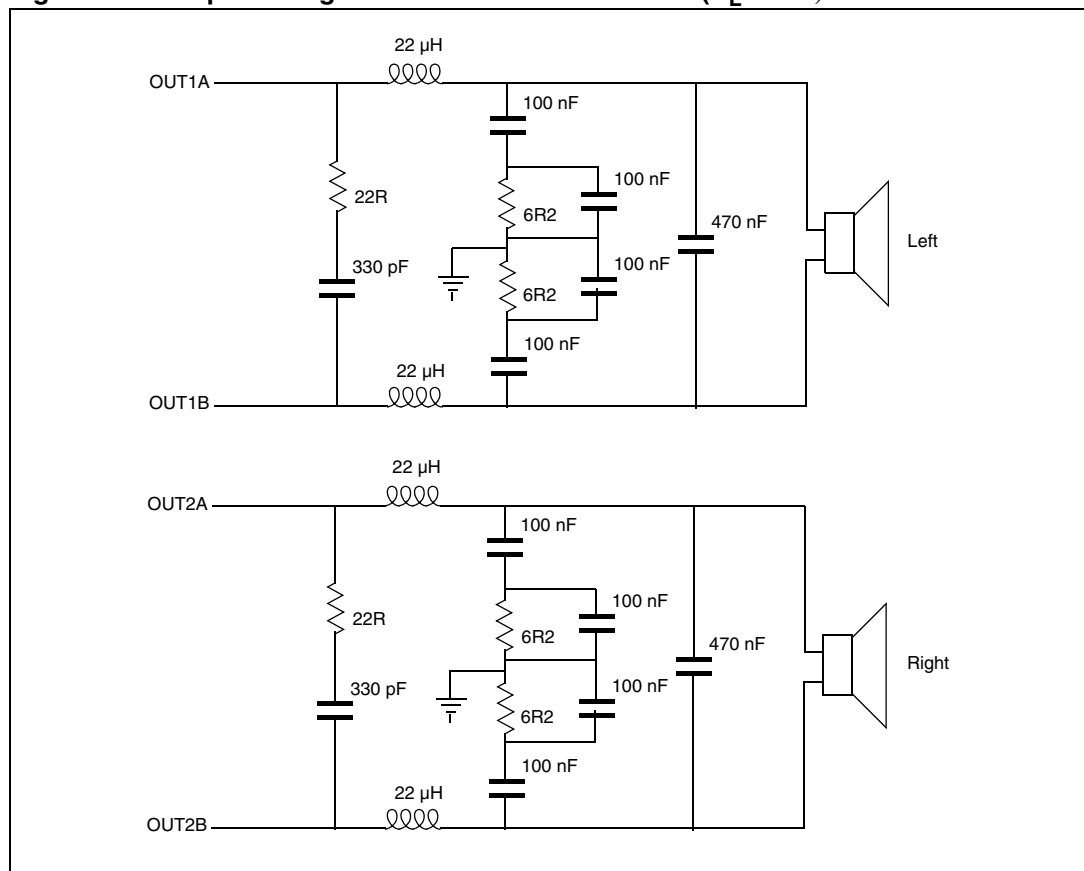 22 µH
OUT1A
100 nF
100 nF
22R
6R2
470 nF
Left
100 nF
330 pF
6R2
100 nF
22 µH
OUT1B
22 µH
OUT2A
100 nF
100 nF
22R
6R2
470 nF
Right
100 nF
330 pF
6R2
100 nF
22 µH
OUT2B